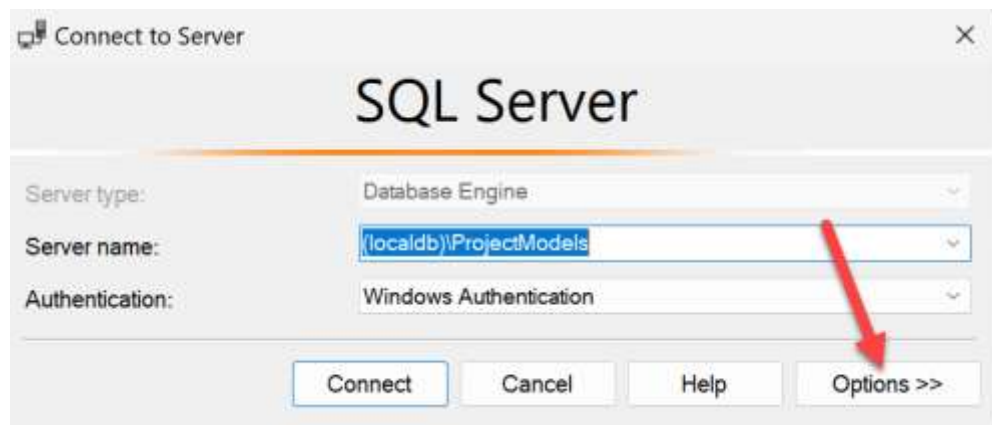 Connect to Server
SQL Server
Server type: Database Engine
Server name: (localdb)\ProjectModels
Authentication: Windows Authentication
Connect Cancel Help Options >>